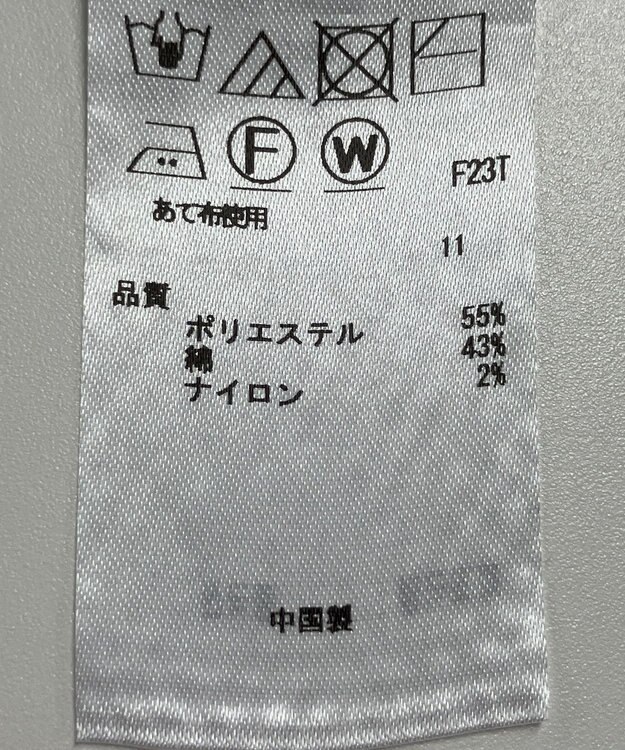 F W
F23T
あて布使用
11
品質
ポリエステル 55%
綿 43%
ナイロン 2%
中国製